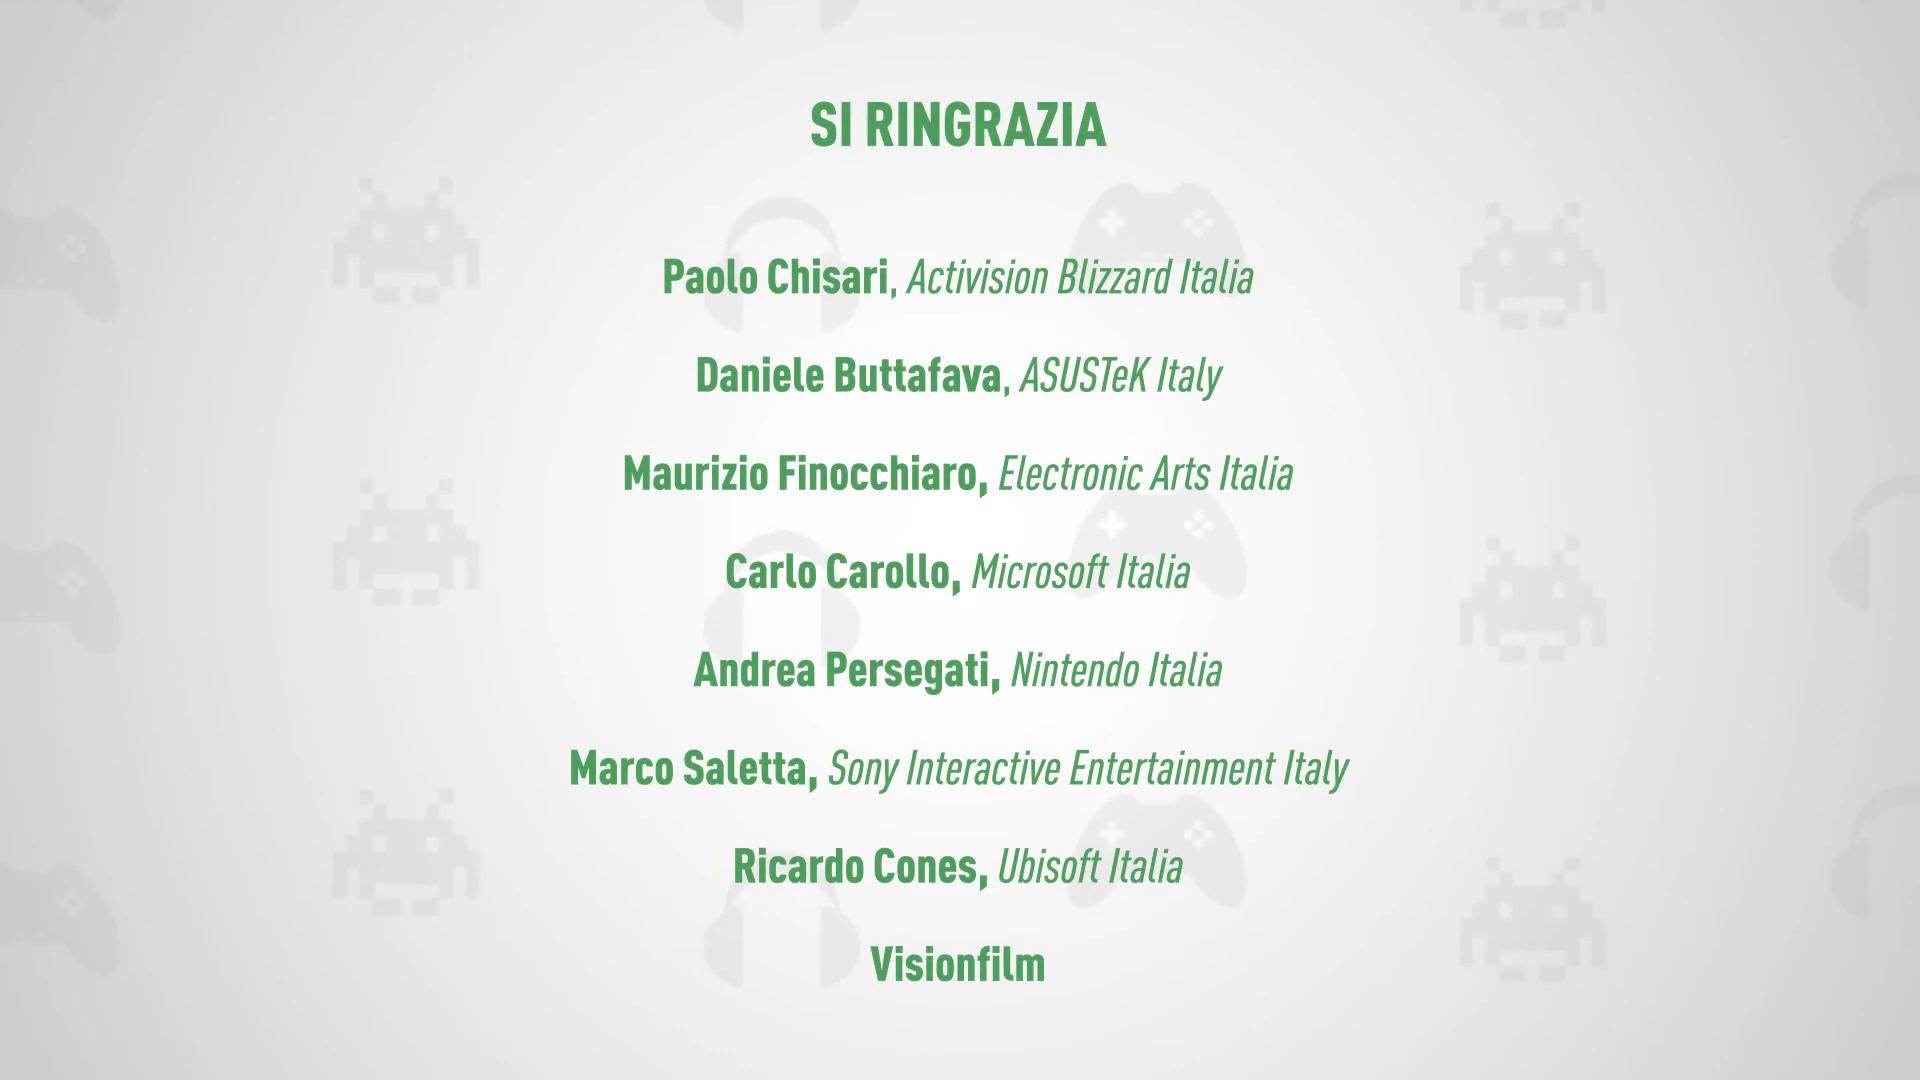 SI RINGRAZIA
Paolo Chisari, Activision Blizzard Italia
Daniele Buttafava, ASUSTeK Italy
Maurizio Finocchiaro, Electronic Arts Italia
Carlo Carollo, Microsoft Italia
Andrea Persegati, Nintendo Italia
Marco Saletta, Sony Interactive Entertainment Italy
Ricardo Cones, Ubisoft Italia
Visionfilm